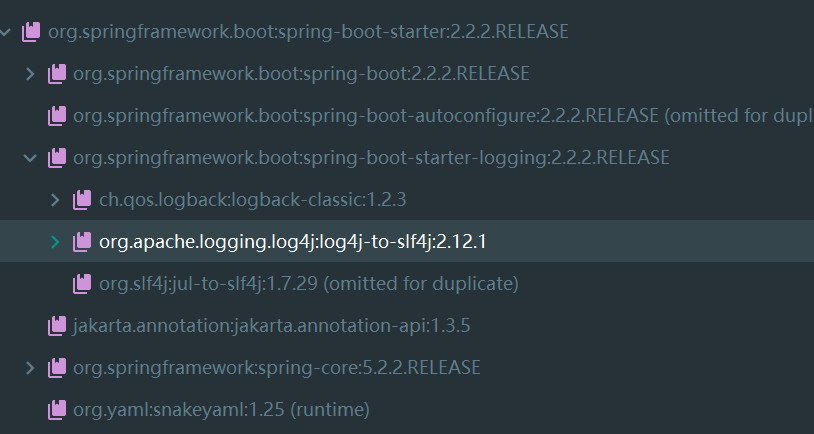 org.springframework.boot:spring-boot-starter:2.2.2.RELEASE
org.springframework.boot:spring-boot:2.2.2.RELEASE
org.springframework.boot:spring-boot-autoconfigure:2.2.2.RELEASE (omitted for dupl
org.springframework.boot:spring-boot-starter-logging:2.2.2.RELEASE
ch.qos.logback:logback-classic:1.2.3
org.apache.logging.log4j:log4j-to-slf4j:2.12.1
org.slf4j:jul-to-slf4j:1.7.29 (omitted for duplicate)
jakarta.annotation:jakarta.annotation-api:1.3.5
org.springframework:spring-core:5.2.2.RELEASE
org.yaml:snakeyaml:1.25 (runtime)